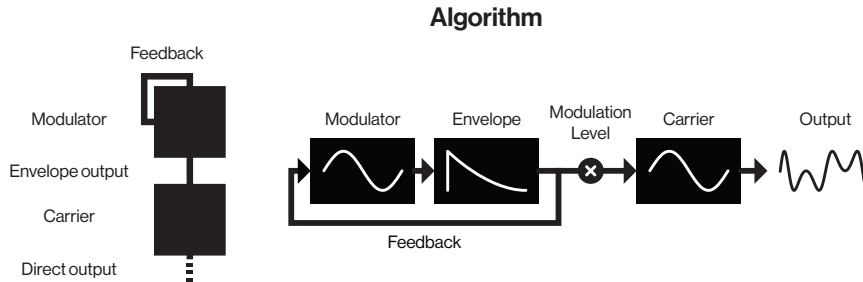 Algorithm
Feedback
Modulator
Envelope output
Carrier
Direct output
Modulator
Envelope
Modulation
Level
Carrier
Output
Feedback